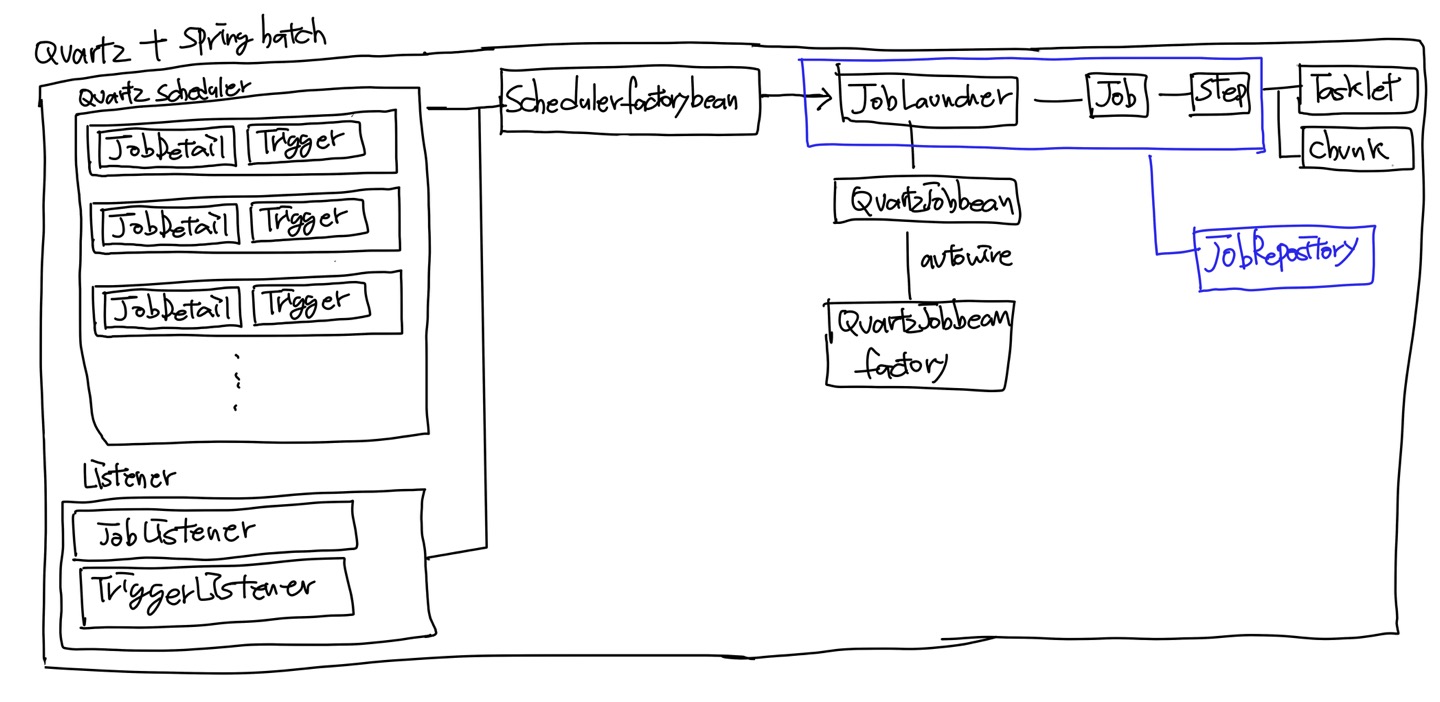 Quartz + Spring batch
Quartz Scheduler
JobDetail Trigger
JobDetail Trigger
JobDetail Trigger
Listener
JobListener
TriggerListener
Schedulerfactorybean
JobLauncher
Job
Step
Tasklet
Chunk
QuartzJobbean
autowire
QuartzJobbean
factory
JobRepository